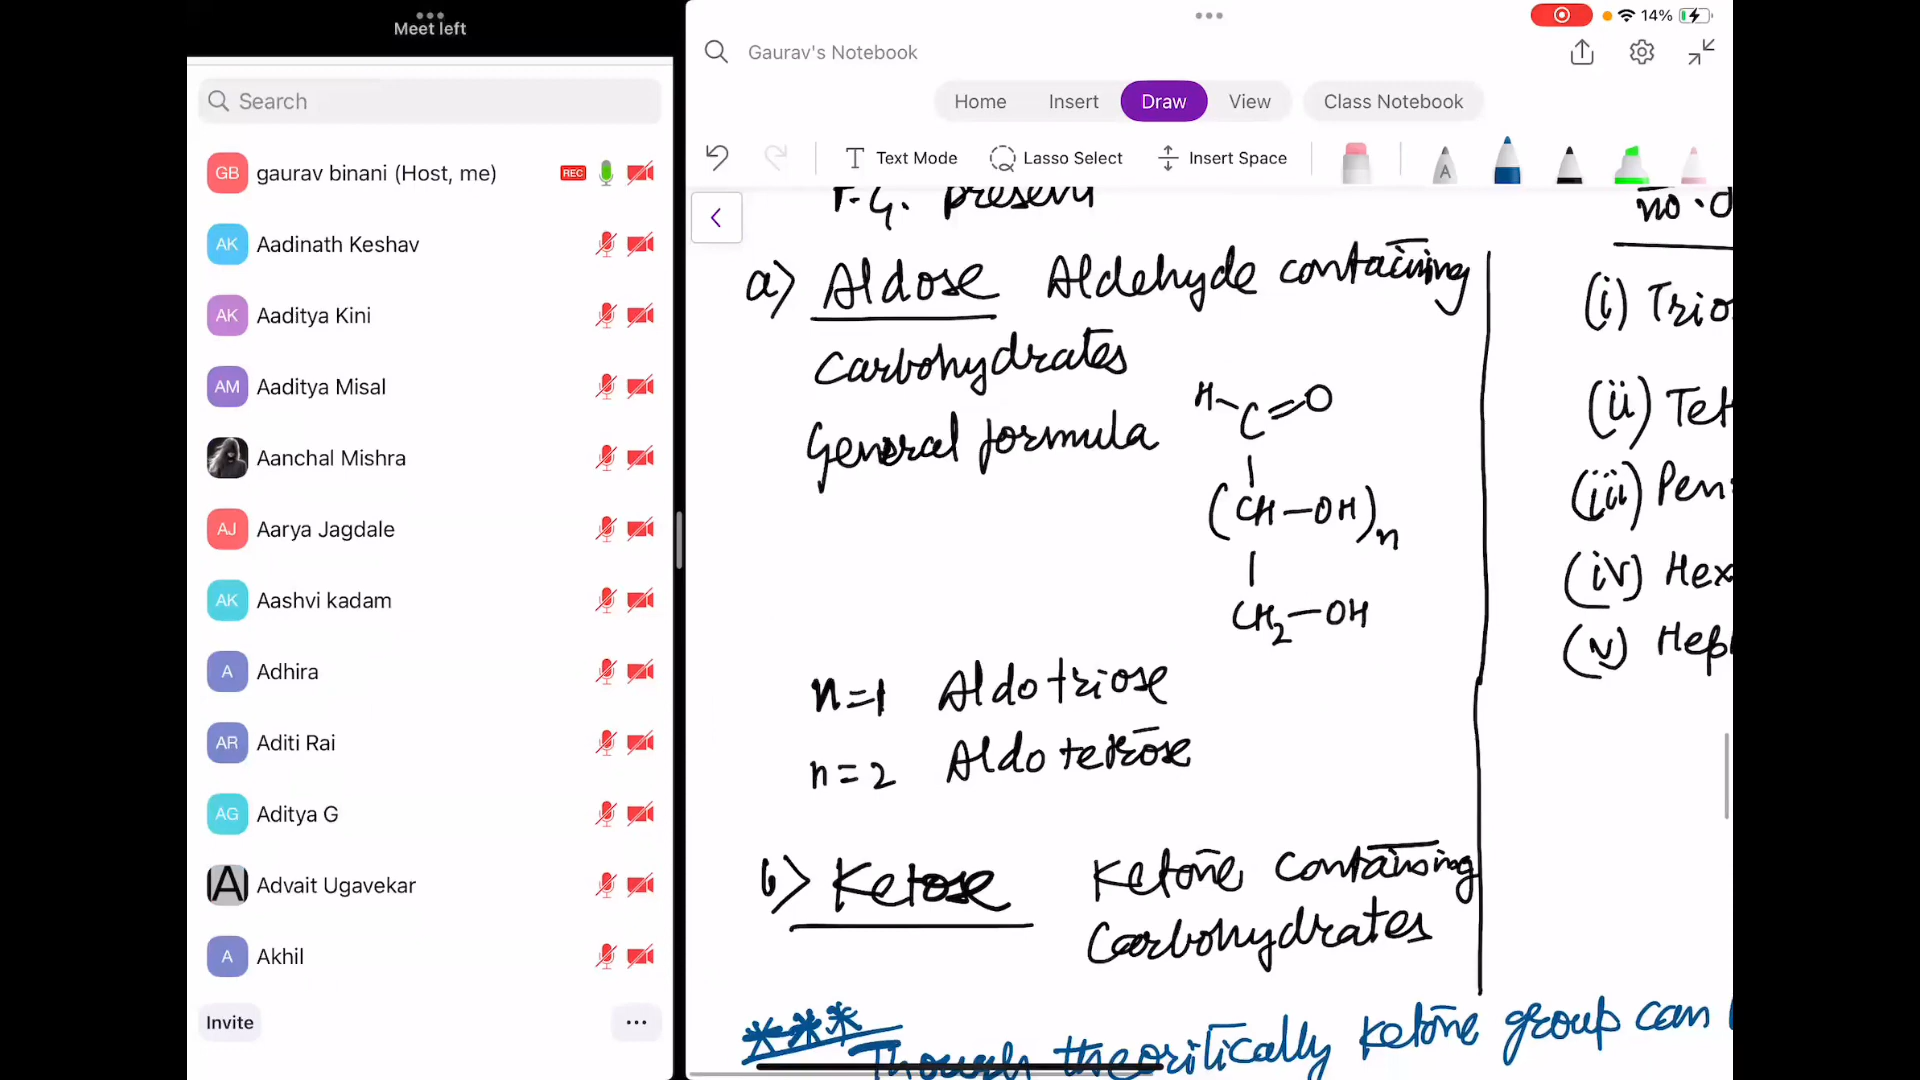 Meet left
Search
GB gaurav binani (Host, me) REC
AK Aadinath Keshav
AK Aaditya Kini
AM Aaditya Misal
Aanchal Mishra
AJ Aarya Jagdale
AK Aashvi kadam
A Adhira
AR Aditi Rai
AG Aditya G
A Advait Ugavekar
A Akhil
Invite
14%
Gaurav's Notebook
Home Insert Draw View Class Notebook
Text Mode Lasso Select Insert Space
F.G. present
a) Aldose Aldehyde containing
Carbohydrates
General formula
H-C=O
(CH-OH)n
CH2-OH
n=1 Aldotriose
n=2 Aldotetrose
b) Ketose Ketone containing
Carbohydrates
*** Though theoritically Ketone group can
no.
(i) Trio
(ii) Tet
(iii) Pen
(iv) Hex
(v) Hep